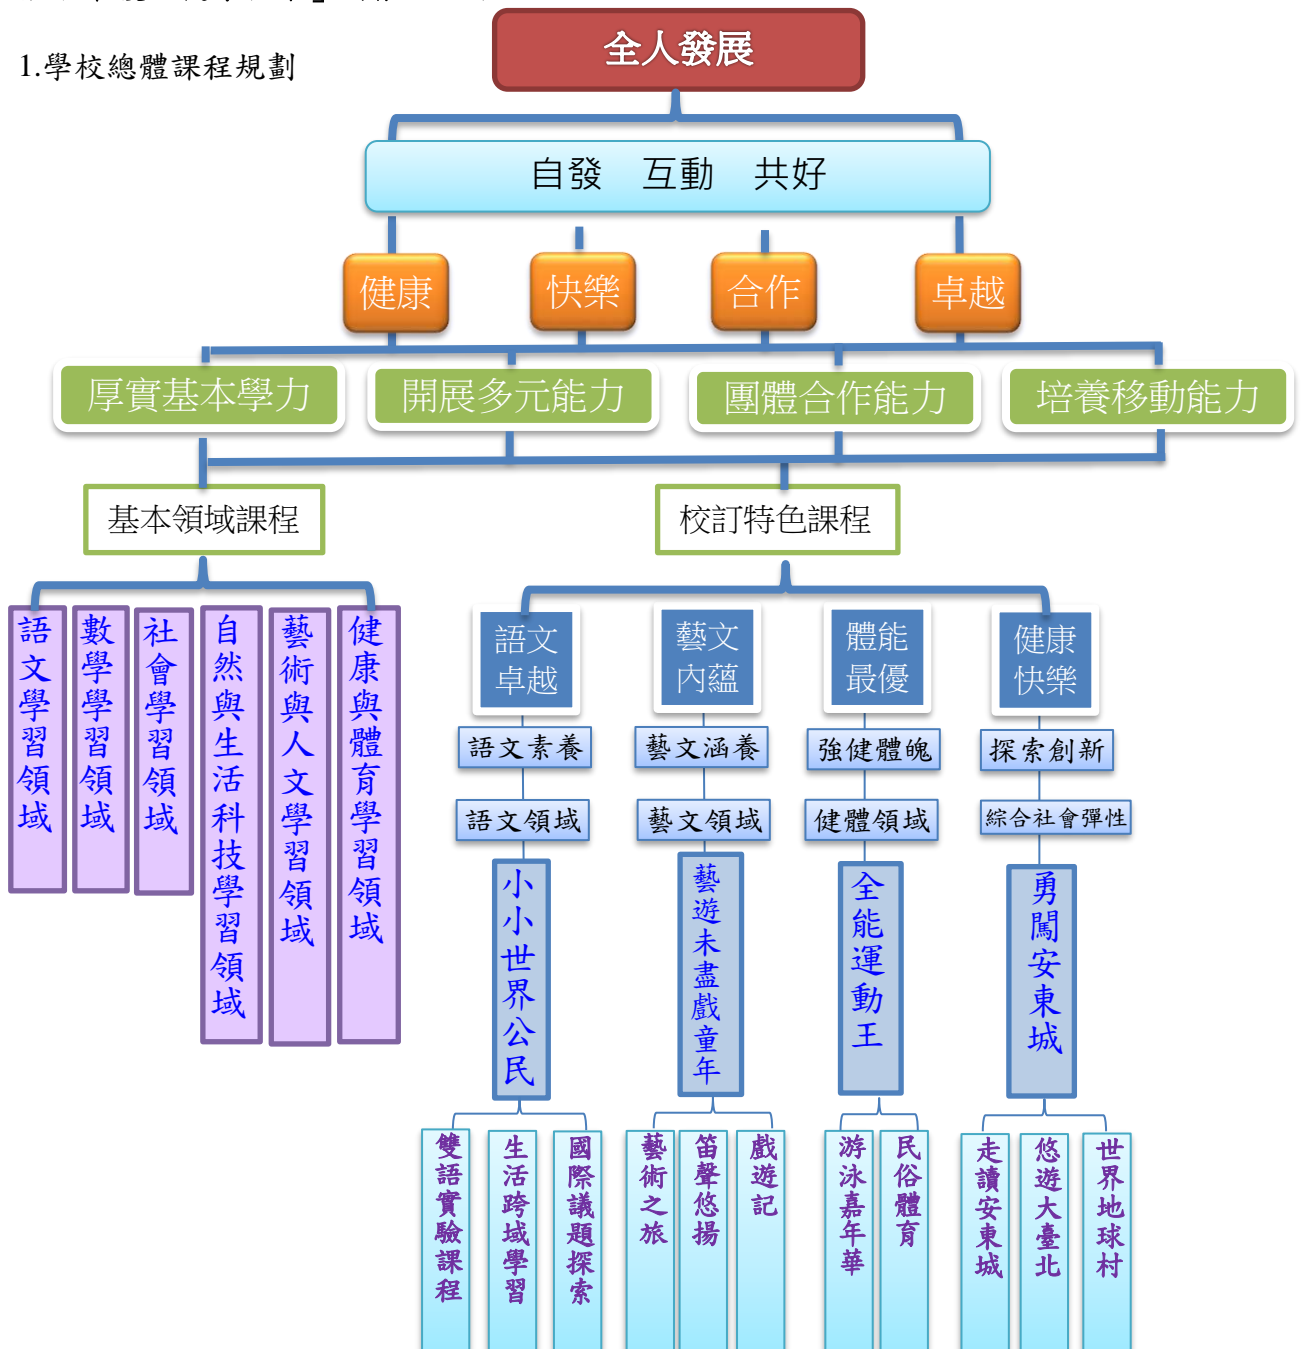 1.學校總體課程規劃
全人發展
自發 互動 共好
健康
快樂
合作
卓越
厚實基本學力
開展多元能力
團體合作能力
培養移動能力
基本領域課程
校訂特色課程
語文學習領域
數學學習領域
社會學習領域
自然與生活科技學習領域
藝術與人文學習領域
健康與體育學習領域
語文
卓越
藝文
內蘊
體能
最優
健康
快樂
語文素養
藝文涵養
強健體魄
探索創新
語文領域
藝文領域
健體領域
綜合社會彈性
小小世界公民
藝遊未盡戲童年
全能運動王
勇闖安東城
雙語實驗課程
生活跨域學習
國際議題探索
藝術之旅
笛聲悠揚
戲遊記
游泳嘉年華
民俗體育
走讀安東城
悠遊大臺北
世界地球村